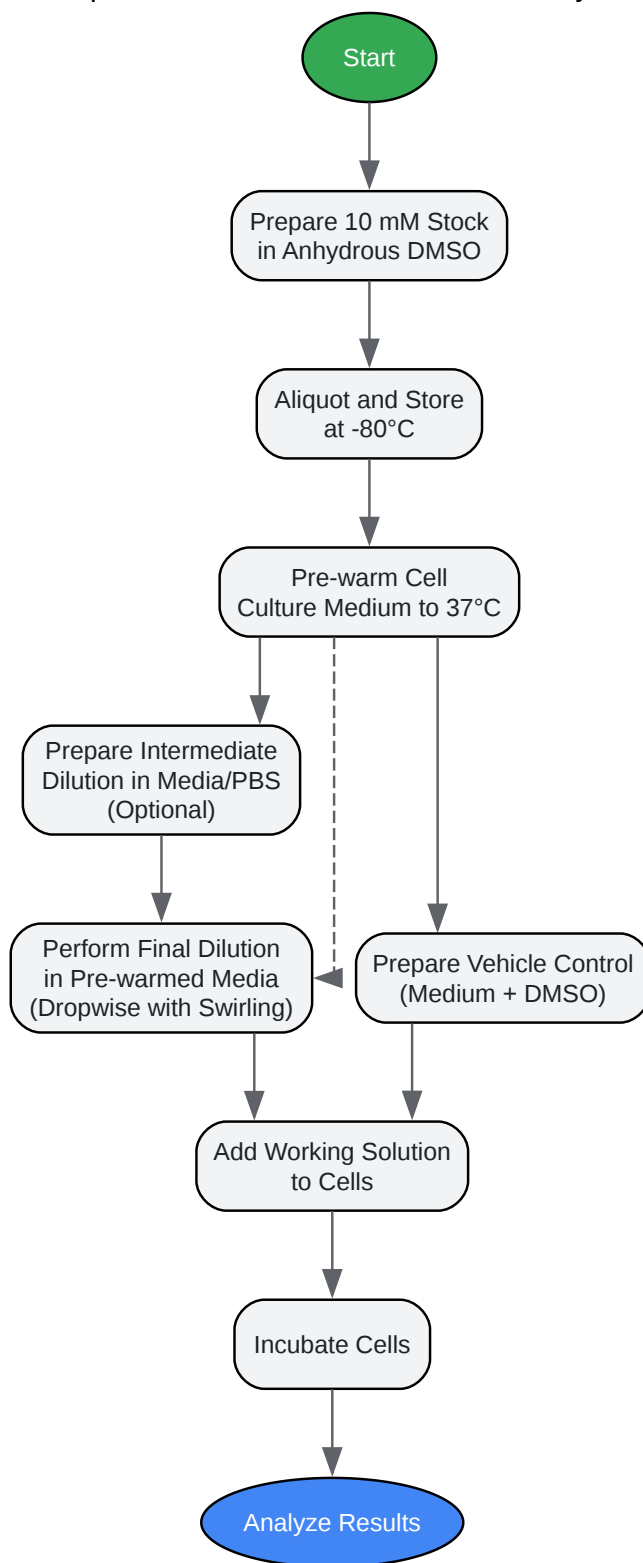 Start
Prepare 10 mM Stock
in Anhydrous DMSO
Aliquot and Store
at -80°C
Pre-warm Cell
Culture Medium to 37°C
Prepare Intermediate
Dilution in Media/PBS
(Optional)
Perform Final Dilution
in Pre-warmed Media
(Dropwise with Swirling)
Prepare Vehicle Control
(Medium + DMSO)
Add Working Solution
to Cells
Incubate Cells
Analyze Results